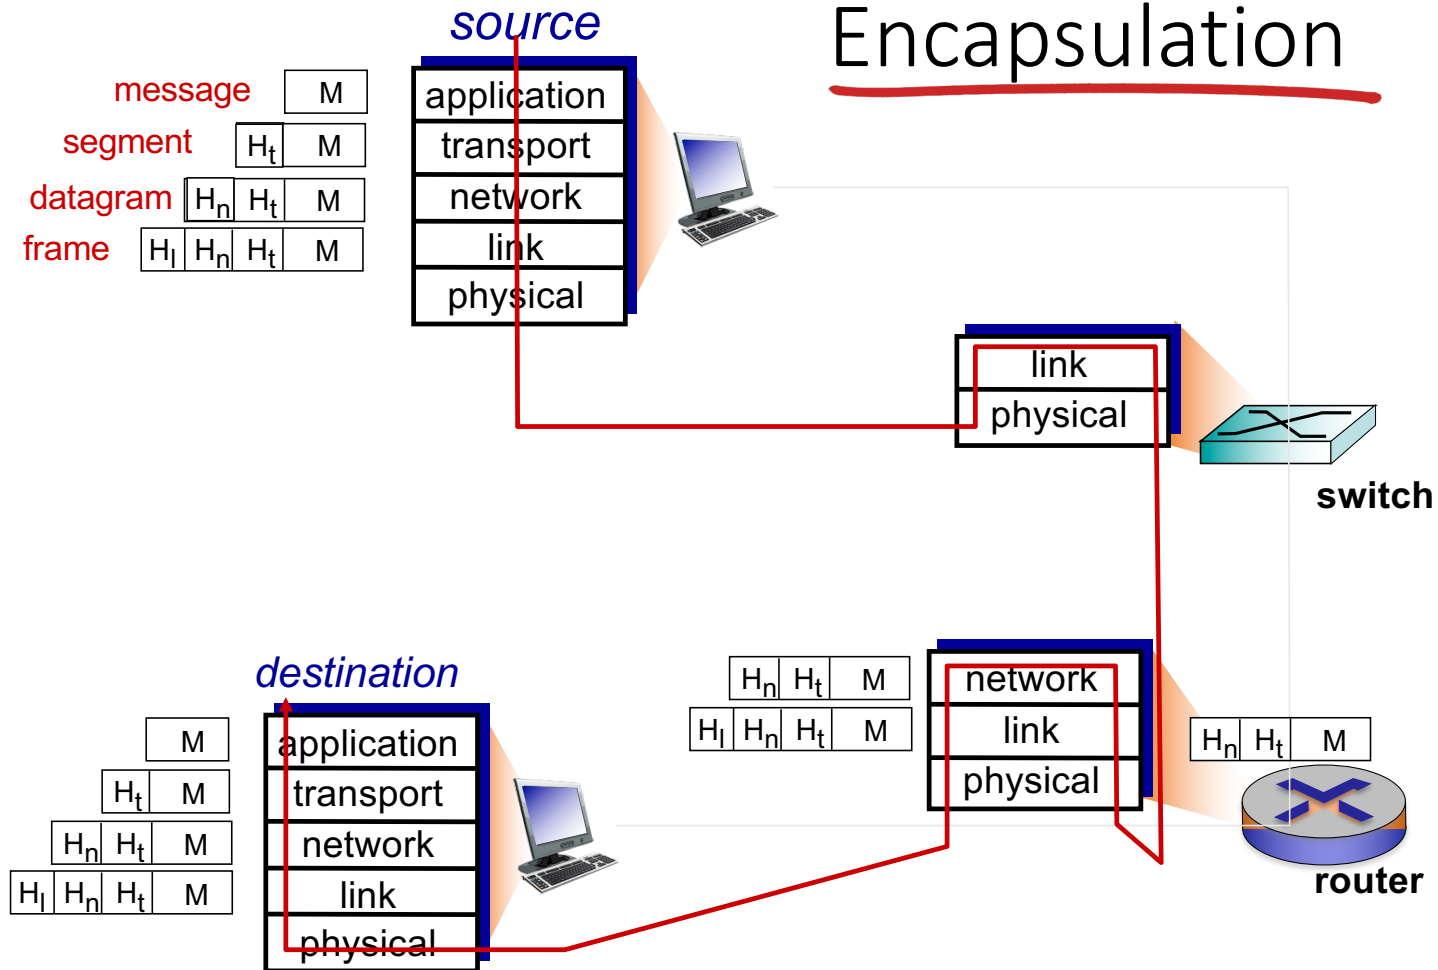 Encapsulation
source
message M
segment Ht M
datagram Hn Ht M
frame Hl Hn Ht M
application
transport
network
link
physical
link
physical
switch
Hn Ht M
Hl Hn Ht M
network
link
physical
Hn Ht M
router
destination
M
Ht M
Hn Ht M
Hl Hn Ht M
application
transport
network
link
physical